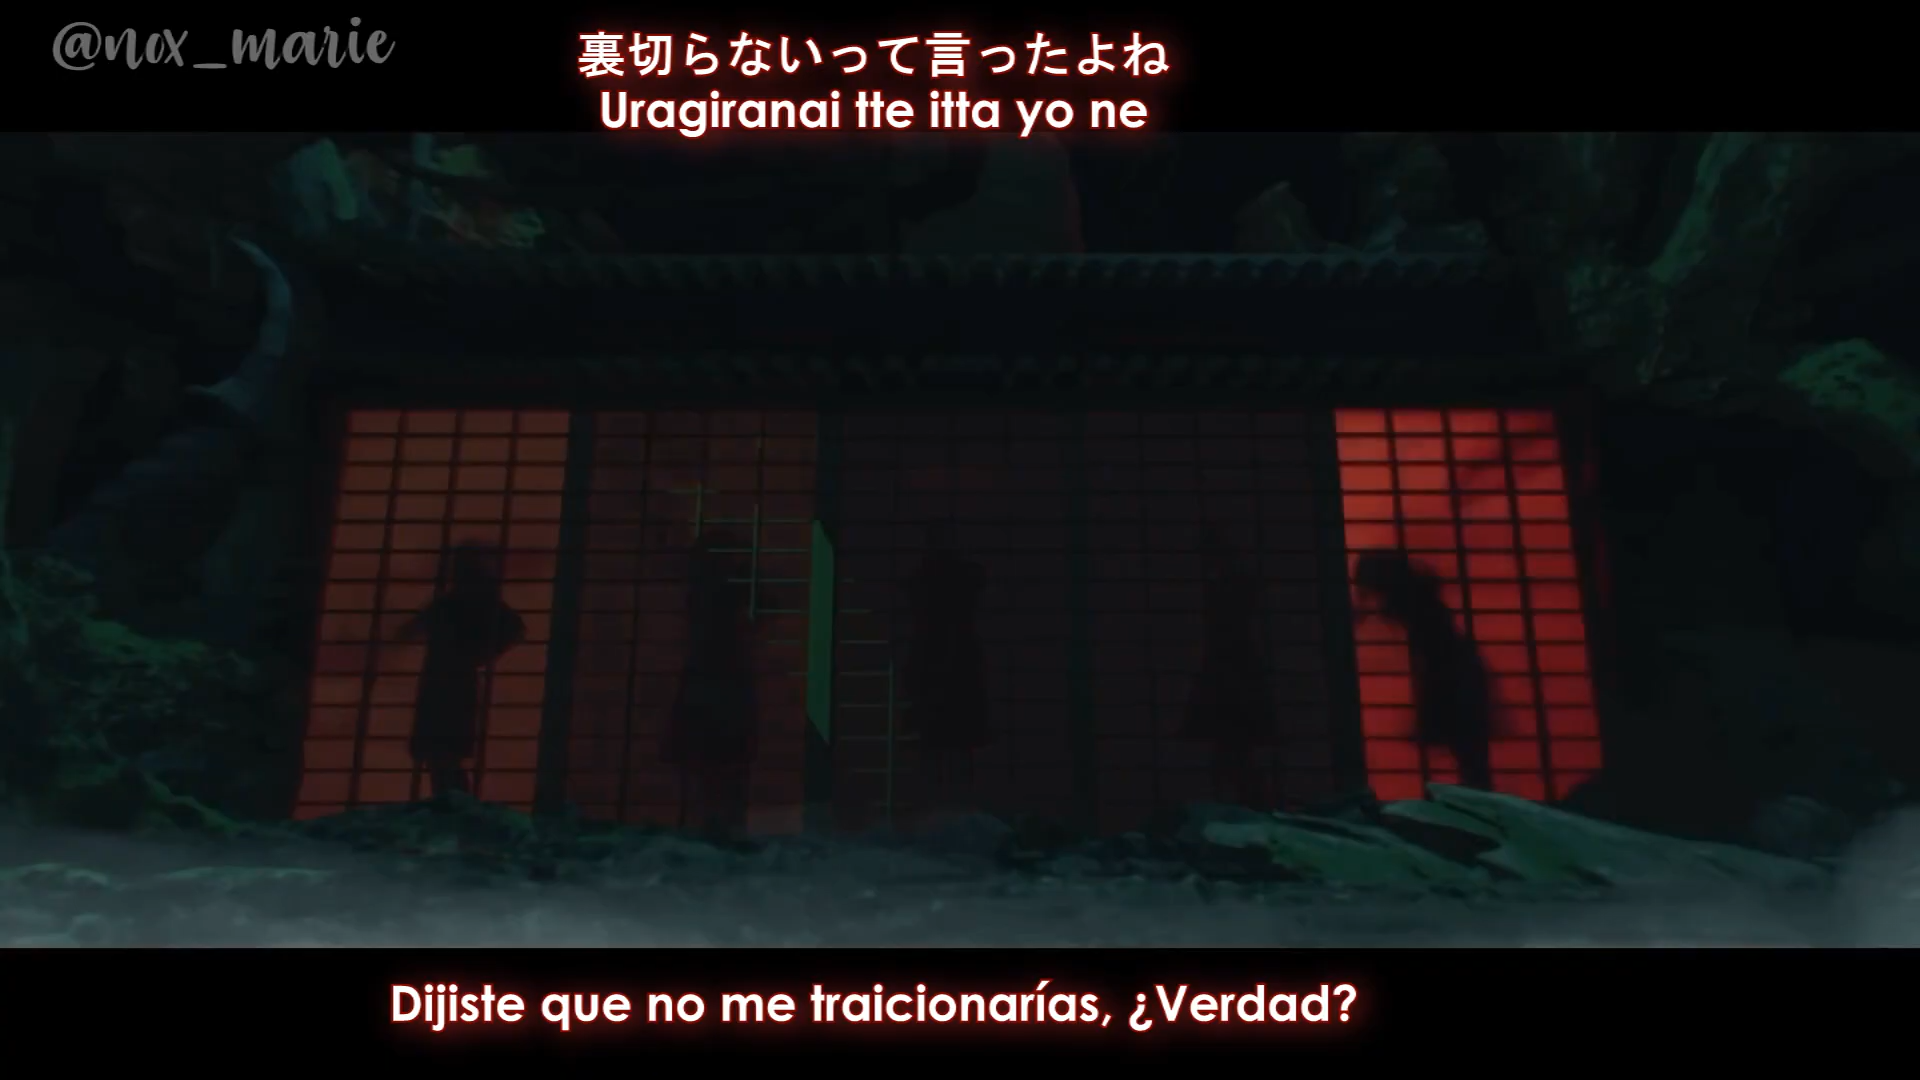 @nox_marie
裏切らないって言ったよね
Uragiranai tte itta yo ne
Dijiste que no me traicionarías, ¿Verdad?